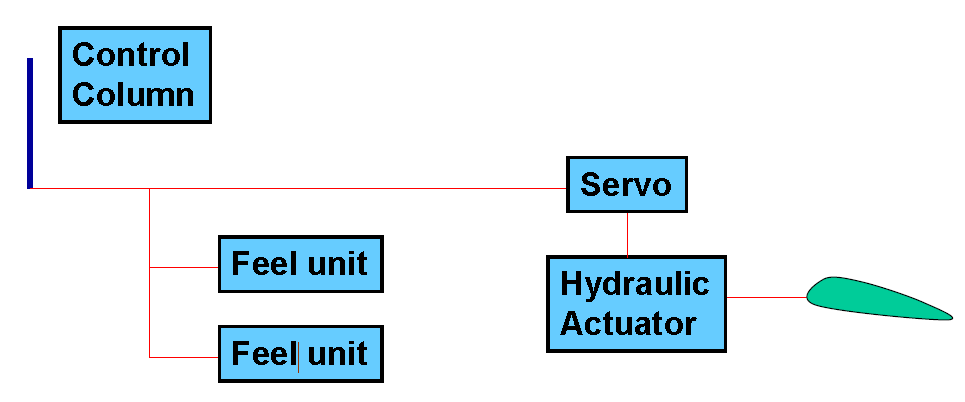 Control
Column
Servo
Feel unit
Hydraulic
Actuator
Feel unit